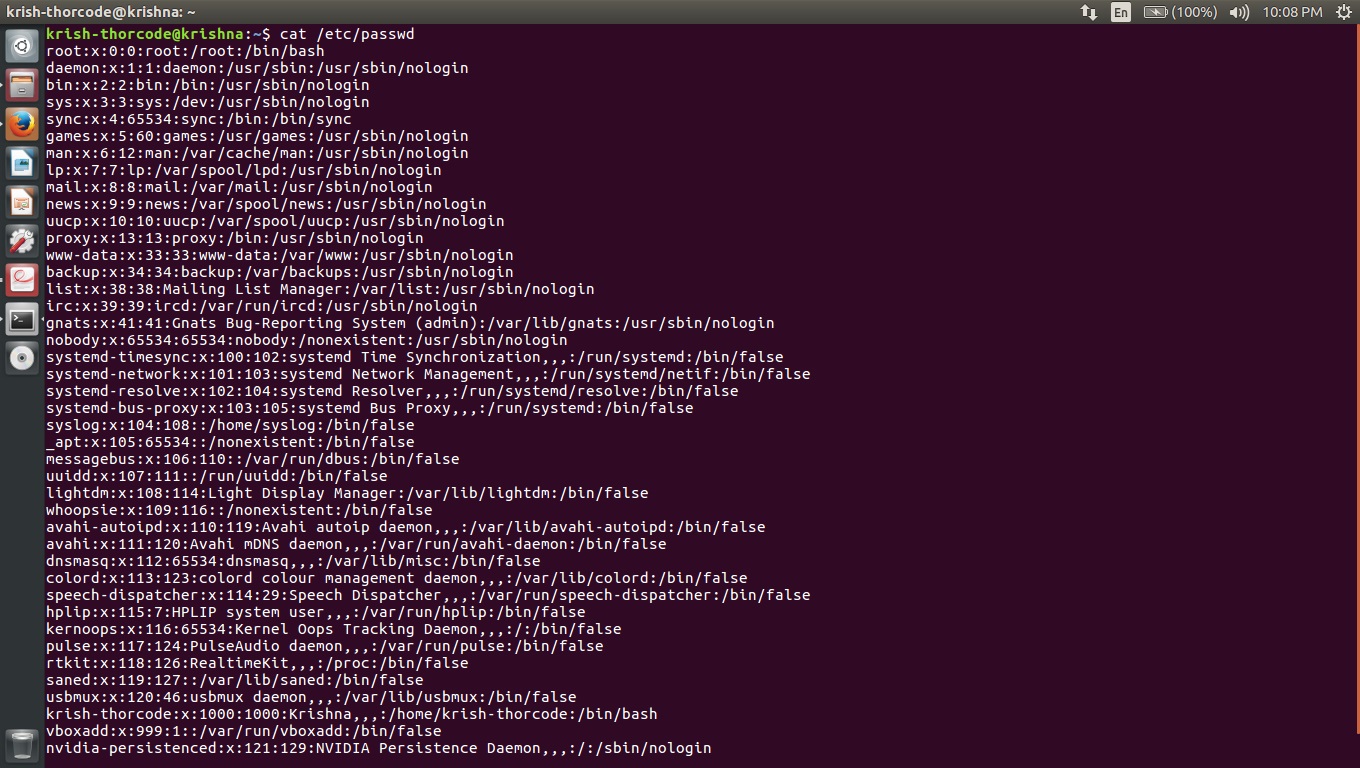 krish-thorcode@krishna: ~
En
(100%)
10:08 PM
krish-thorcode@krishna:~$ cat /etc/passwd
root:x:0:0:root:/root:/bin/bash
daemon:x:1:1:daemon:/usr/sbin:/usr/sbin/nologin
bin:x:2:2:bin:/bin:/usr/sbin/nologin
sys:x:3:3:sys:/dev:/usr/sbin/nologin
sync:x:4:65534:sync:/bin:/bin/sync
games:x:5:60:games:/usr/games:/usr/sbin/nologin
man:x:6:12:man:/var/cache/man:/usr/sbin/nologin
lp:x:7:7:lp:/var/spool/lpd:/usr/sbin/nologin
mail:x:8:8:mail:/var/mail:/usr/sbin/nologin
news:x:9:9:news:/var/spool/news:/usr/sbin/nologin
uucp:x:10:10:uucp:/var/spool/uucp:/usr/sbin/nologin
proxy:x:13:13:proxy:/bin:/usr/sbin/nologin
www-data:x:33:33:www-data:/var/www:/usr/sbin/nologin
backup:x:34:34:backup:/var/backups:/usr/sbin/nologin
list:x:38:38:Mailing List Manager:/var/list:/usr/sbin/nologin
irc:x:39:39:ircd:/var/run/ircd:/usr/sbin/nologin
gnats:x:41:41:Gnats Bug-Reporting System (admin):/var/lib/gnats:/usr/sbin/nologin
nobody:x:65534:65534:nobody:/nonexistent:/usr/sbin/nologin
systemd-timesync:x:100:102:systemd Time Synchronization,,,:/run/systemd:/bin/false
systemd-network:x:101:103:systemd Network Management,,,:/run/systemd/netif:/bin/false
systemd-resolve:x:102:104:systemd Resolver,,,:/run/systemd/resolve:/bin/false
systemd-bus-proxy:x:103:105:systemd Bus Proxy,,,:/run/systemd:/bin/false
syslog:x:104:108::/home/syslog:/bin/false
_apt:x:105:65534::/nonexistent:/bin/false
messagebus:x:106:110::/var/run/dbus:/bin/false
uuidd:x:107:111::/run/uuidd:/bin/false
lightdm:x:108:114:Light Display Manager:/var/lib/lightdm:/bin/false
whoopsie:x:109:116::/nonexistent:/bin/false
avahi-autoipd:x:110:119:Avahi autoip daemon,,,:/var/lib/avahi-autoipd:/bin/false
avahi:x:111:120:Avahi mDNS daemon,,,:/var/run/avahi-daemon:/bin/false
dnsmasq:x:112:65534:dnsmasq,,,:/var/lib/misc:/bin/false
colord:x:113:123:colord colour management daemon,,,:/var/lib/colord:/bin/false
speech-dispatcher:x:114:29:Speech Dispatcher,,,:/var/run/speech-dispatcher:/bin/false
hplip:x:115:7:HPLIP system user,,,:/var/run/hplip:/bin/false
kernoops:x:116:65534:Kernel Oops Tracking Daemon,,,:/:/bin/false
pulse:x:117:124:PulseAudio daemon,,,:/var/run/pulse:/bin/false
rtkit:x:118:126:RealtimeKit,,,:/proc:/bin/false
saned:x:119:127::/var/lib/saned:/bin/false
usbmux:x:120:46:usbmux daemon,,,:/var/lib/usbmux:/bin/false
krish-thorcode:x:1000:1000:Krishna,,,:/home/krish-thorcode:/bin/bash
vboxadd:x:999:1::/var/run/vboxadd:/bin/false
nvidia-persistenced:x:121:129:NVIDIA Persistence Daemon,,,:/:/sbin/nologin